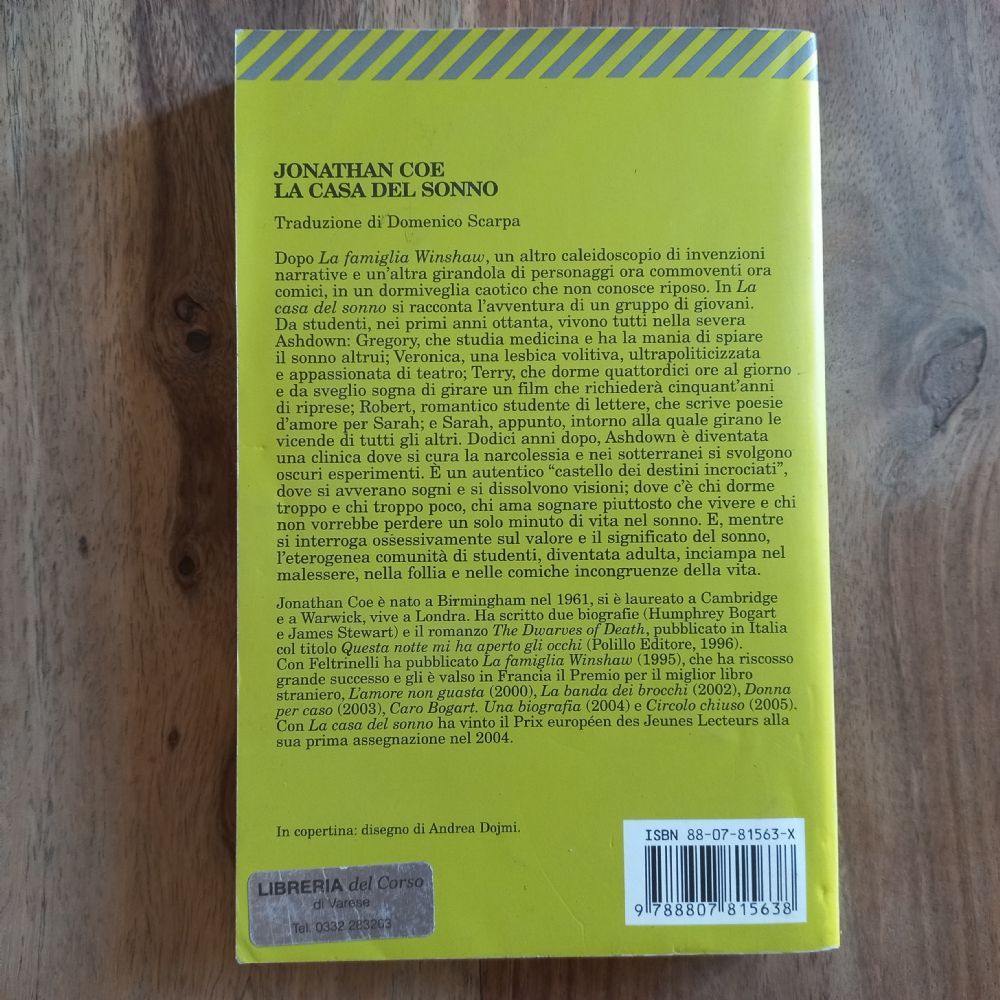 JONATHAN COE
LA CASA DEL SONNO
Traduzione di Domenico Scarpa
Dopo La famiglia Winshaw, un altro caleidoscopio di invenzioni
narrative e un'altra girandola di personaggi ora commoventi ora
comici, in un dormiveglia caotico che non conosce riposo. In La
casa del sonno si racconta l'avventura di un gruppo di giovani.
Da studenti, nei primi anni ottanta, vivono tutti nella severa
Ashdown: Gregory, che studia medicina e ha la mania di spiare
il sonno altrui; Veronica, una lesbica volitiva, ultrapoliticizzata
e appassionata di teatro; Terry, che dorme quattordici ore al giorno
e da sveglio sogna di girare un film che richiederà cinquant'anni
di riprese; Robert, romantico studente di lettere, che scrive poesie
d'amore per Sarah; e Sarah, appunto, intorno alla quale girano le
vicende di tutti gli altri. Dodici anni dopo, Ashdown è diventata
una clinica dove si cura la narcolessia e nei sotterranei si svolgono
oscuri esperimenti. È un autentico “castello dei destini incrociati”,
dove si avverano sogni e si dissolvono visioni; dove c'è chi dorme
troppo e chi troppo poco, chi ama sognare piuttosto che vivere e chi
non vorrebbe perdere un solo minuto di vita nel sonno. E, mentre
si interroga ossessivamente sul valore e il significato del sonno,
l'eterogenea comunità di studenti, diventata adulta, inciampa nel
malessere, nella follia e nelle comiche incongruenze della vita.
Jonathan Coe è nato a Birmingham nel 1961, si è laureato a Cambridge
e a Warwick, vive a Londra. Ha scritto due biografie (Humphrey Bogart
e James Stewart) e il romanzo The Dwarves of Death, pubblicato in Italia
col titolo Questa notte mi ha aperto gli occhi (Polillo Editore, 1996).
Con Feltrinelli ha pubblicato La famiglia Winshaw (1995), che ha riscosso
grande successo e gli è valso in Francia il Premio per il miglior libro
straniero, L'amore non guasta (2000), La banda dei brocchi (2002), Donna
per caso (2003), Caro Bogart. Una biografia (2004) e Circolo chiuso (2005).
Con La casa del sonno ha vinto il Prix européen des Jeunes Lecteurs alla
sua prima assegnazione nel 2004.
In copertina: disegno di Andrea Dojmi.
ISBN 88-07-81563-X
9 788807 815638
LIBRERIA del Corso
di Varese
Tel. 0332 283263